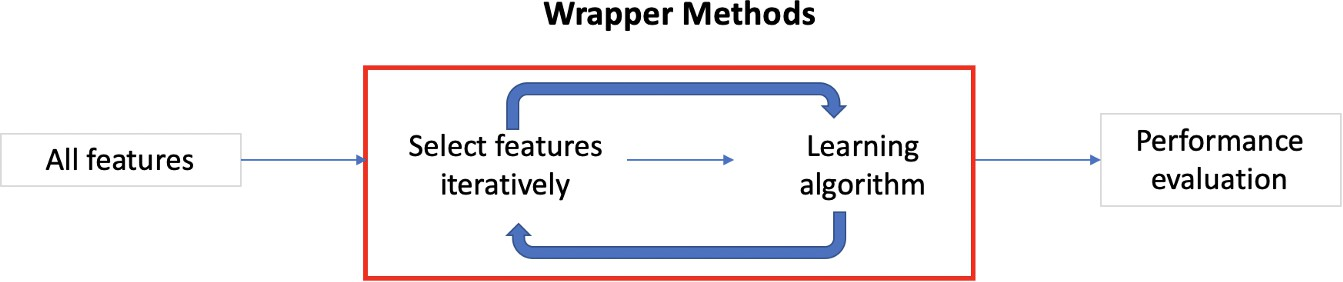 Wrapper Methods
All features
Select features
iteratively
Learning
algorithm
Performance
evaluation